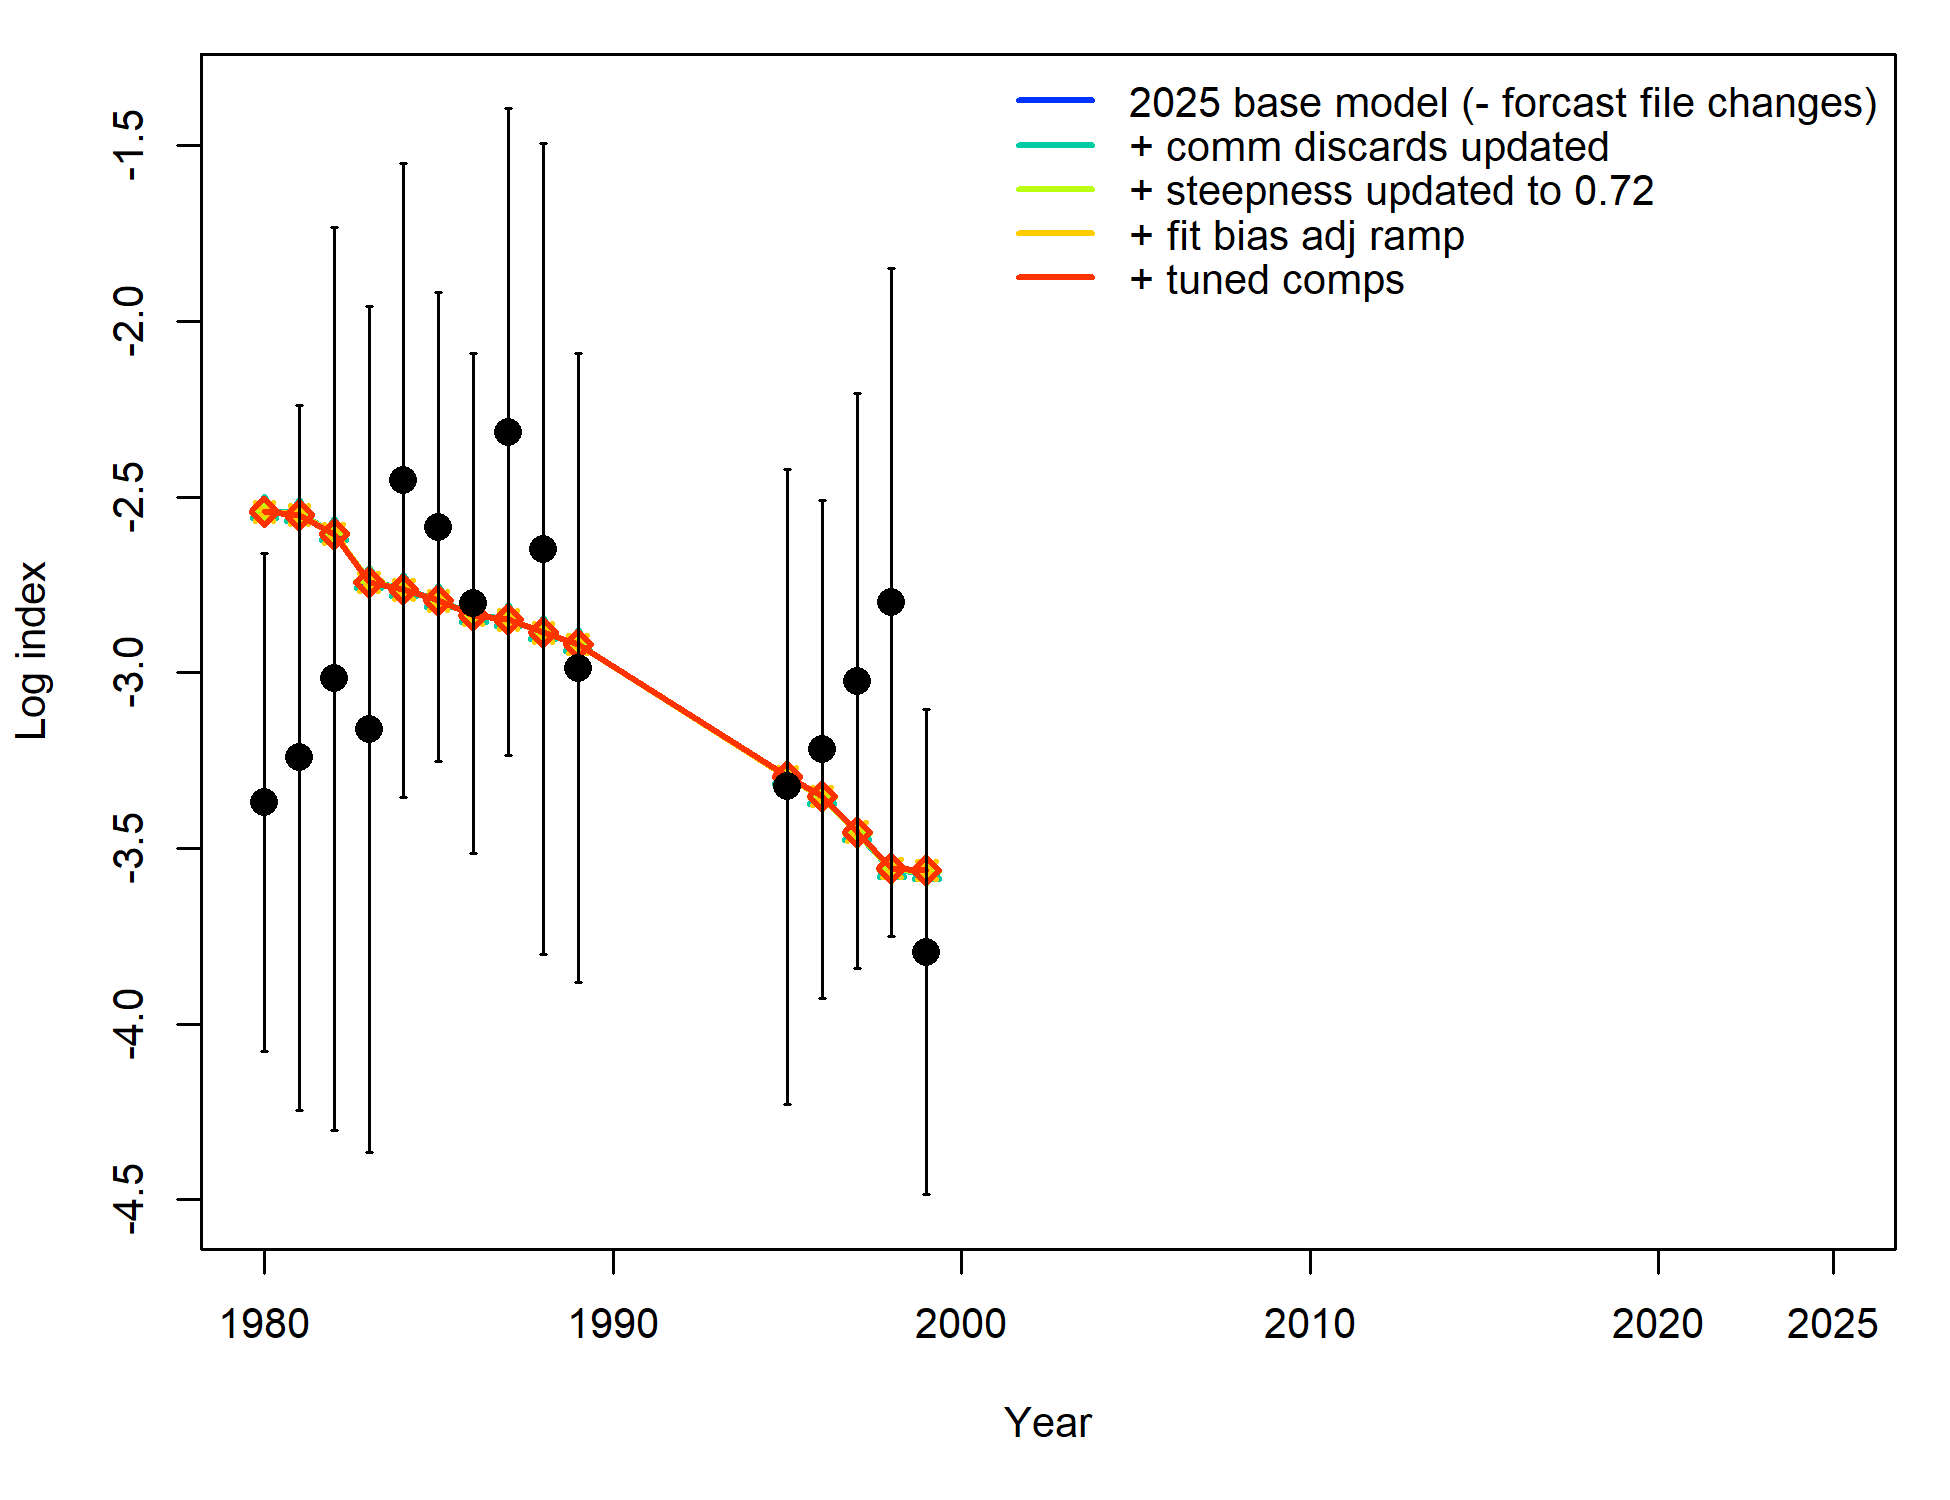 2025 base model (- forcast file changes)
+ comm discards updated
+ steepness updated to 0.72
+ fit bias adj ramp
+ tuned comps
Log index
-1.5
-2.0
-2.5
-3.0
-3.5
-4.0
-4.5
1980 1990 2000 2010 2020 2025
Year